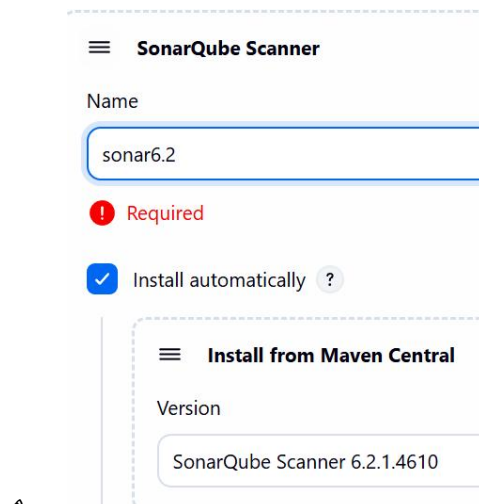 SonarQube Scanner
Name
sonar6.2
! Required
Install automatically ?
Install from Maven Central
Version
SonarQube Scanner 6.2.1.4610